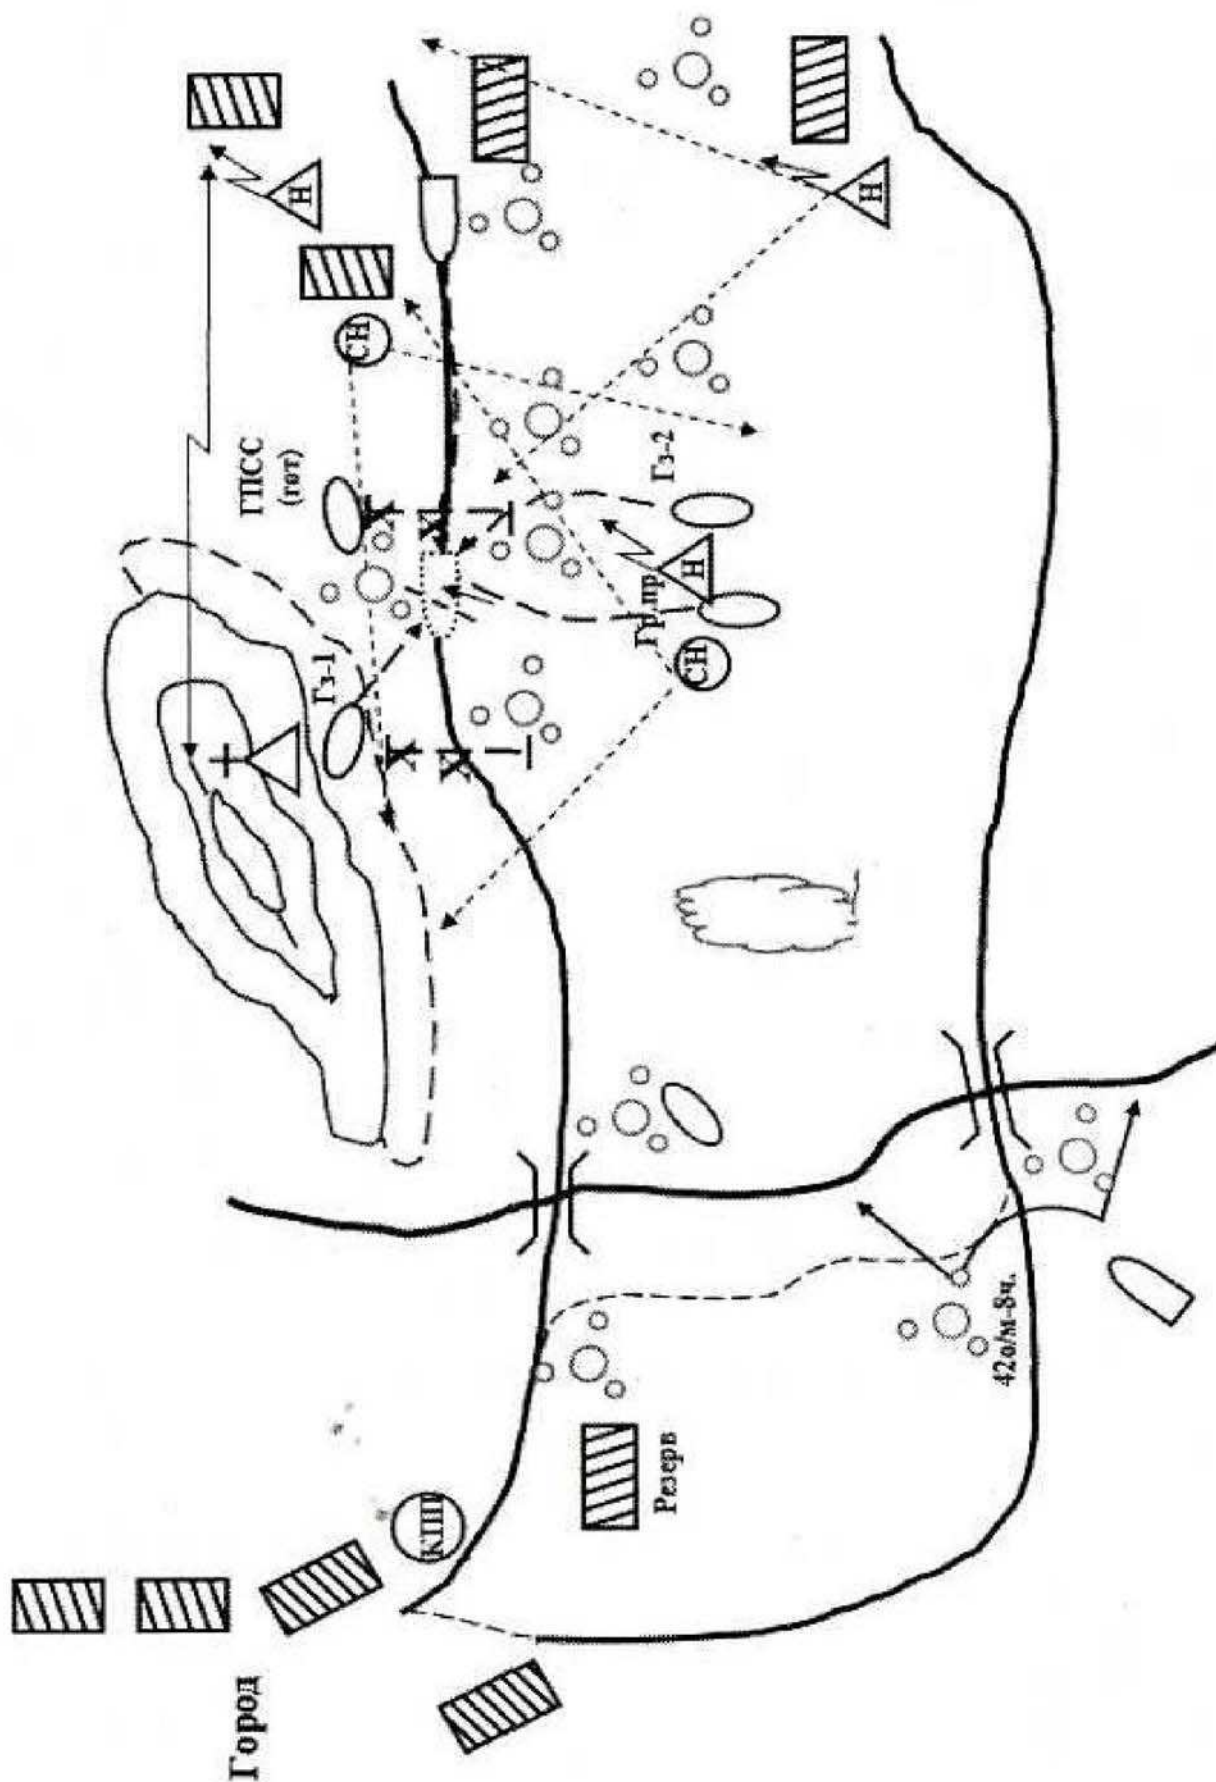 Город
КПП
Резерв
42о/м-8ч.
СН
Гр. пр
Н
Гз-1
Гз-2
ГПСС
(гот)
СН
Н
Н
Х
Х
Х
Х